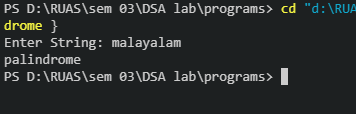 PS D:\RUAS\sem 03\DSA lab\programs> cd "d:\RUA
drome }
Enter String: malayalam
palindrome
PS D:\RUAS\sem 03\DSA lab\programs>